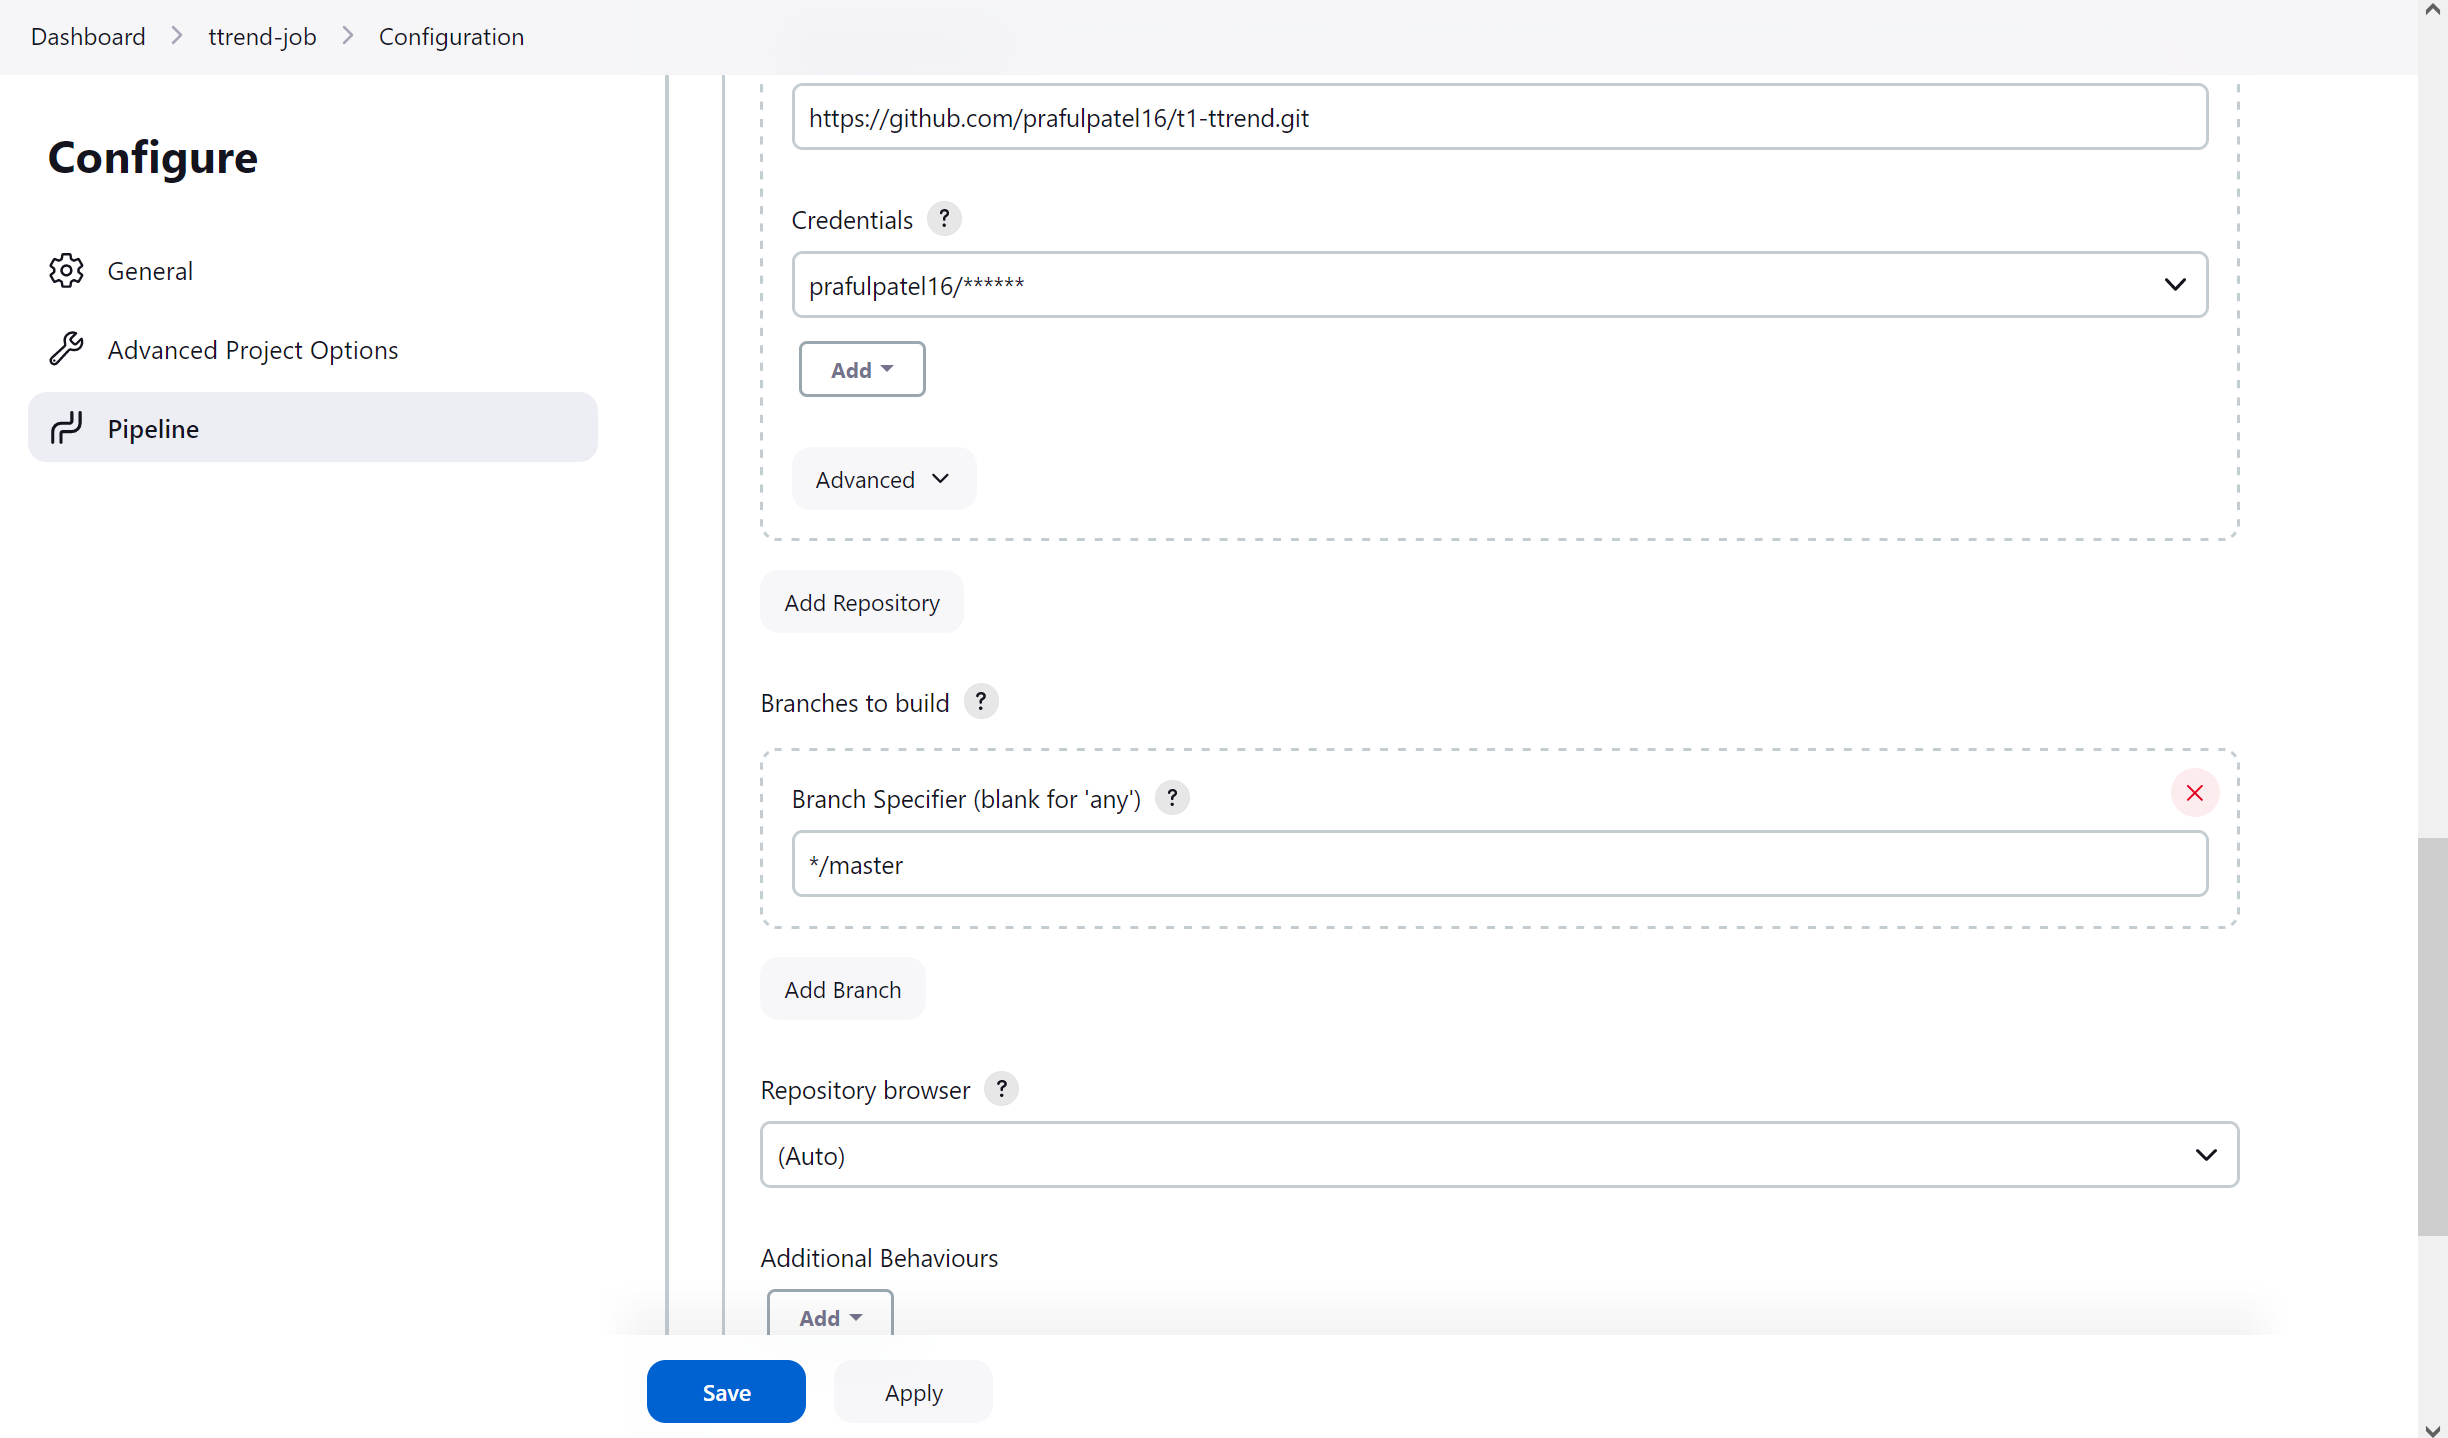 Dashboard > ttrend-job > Configuration
Configure
General
Advanced Project Options
Pipeline
https://github.com/prafulpatel16/t1-ttrend.git
Credentials ?
prafulpatel16/******
Add
Advanced
Add Repository
Branches to build ?
Branch Specifier (blank for 'any') ?
*/master
Add Branch
Repository browser ?
(Auto)
Additional Behaviours
Add
Save Apply